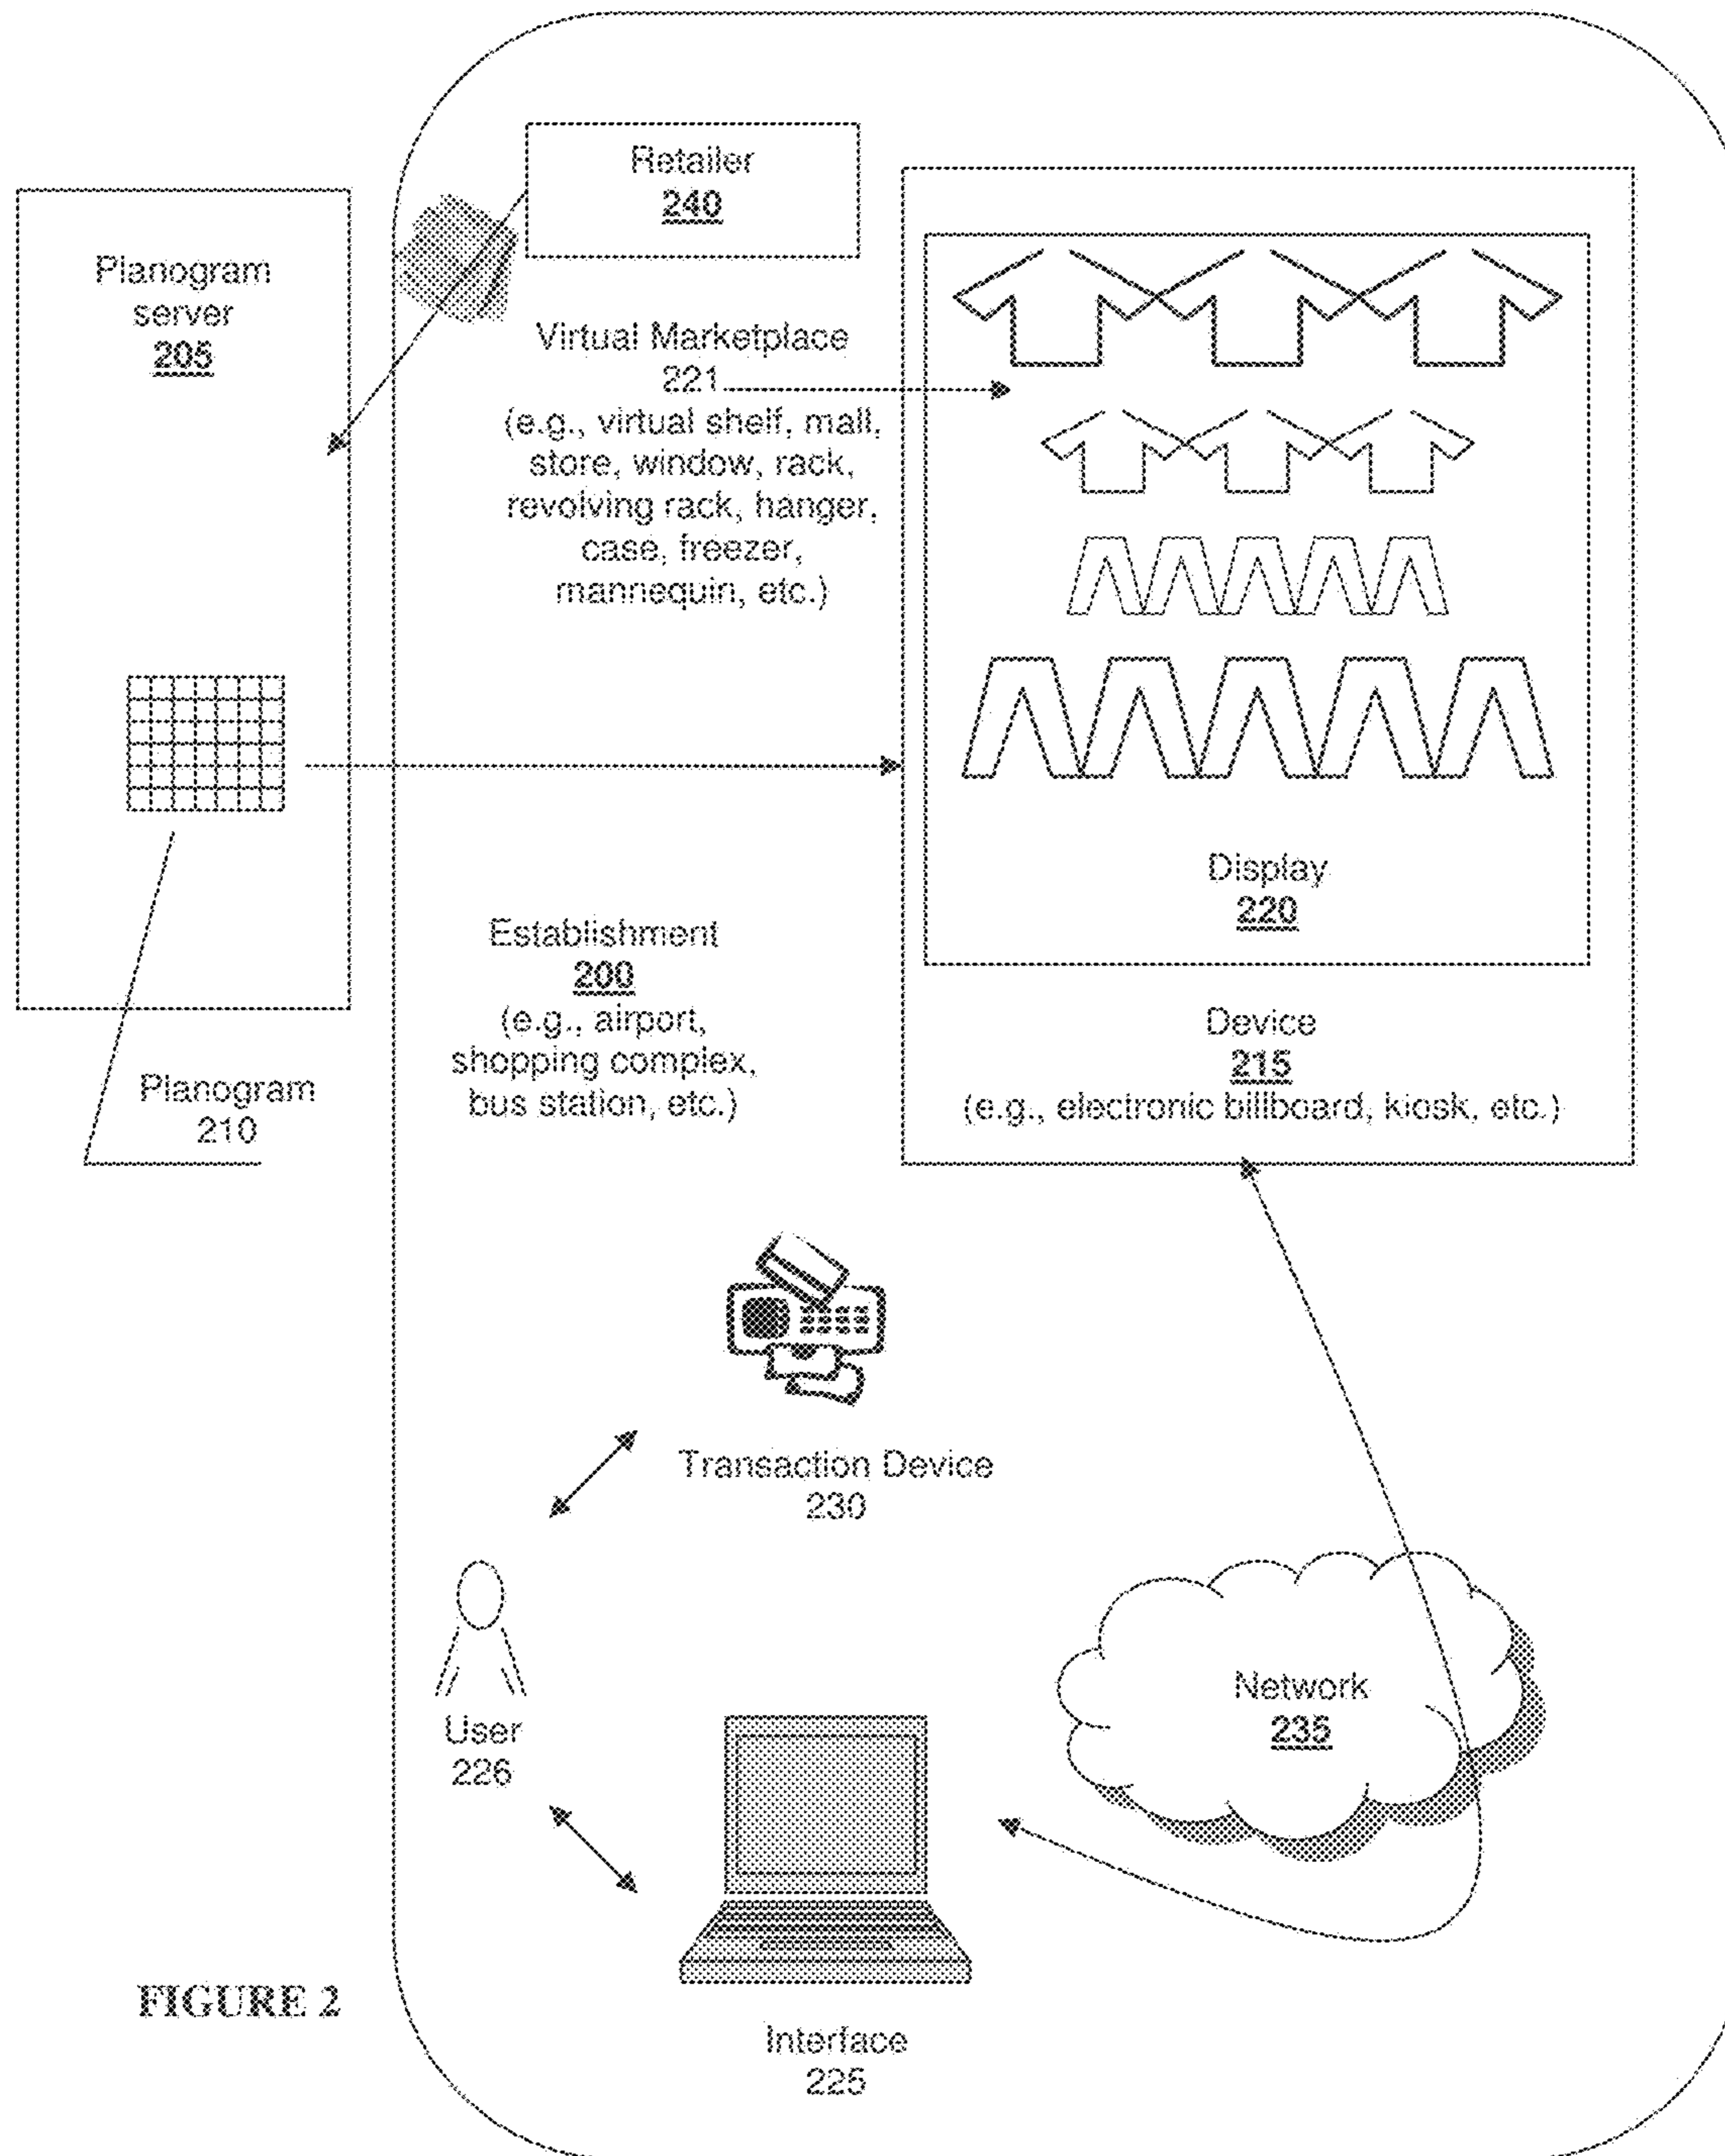 Retailer
240
Planogram
server
205
Virtual Marketplace
221
(e.g., virtual shelf, mall,
store, window, rack,
revolving rack, hanger,
case, freezer,
mannequin, etc.)
Display
220
Establishment
200
(e.g., airport,
shopping complex,
bus station, etc.)
Device
215
(e.g., electronic billboard, kiosk, etc.)
Planogram
210
Transaction Device
230
Network
235
User
226
FIGURE 2
Interface
225